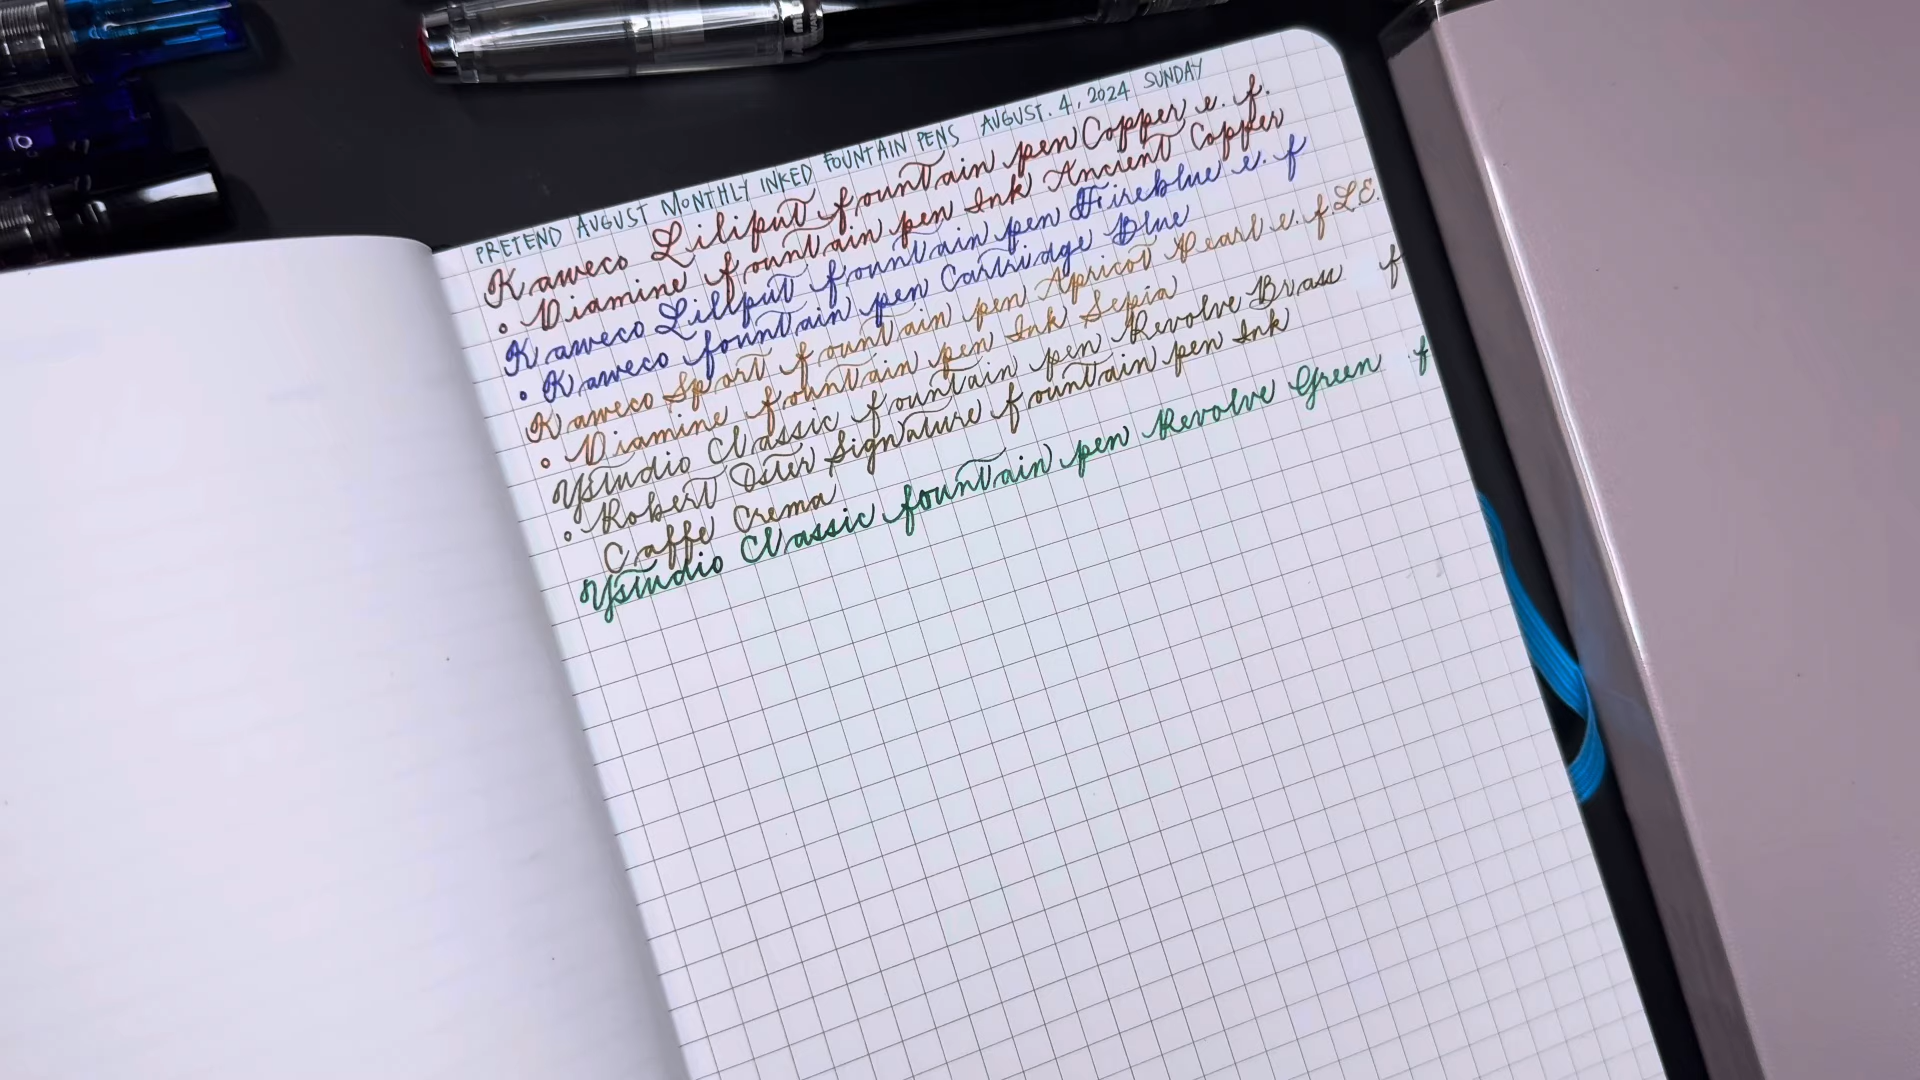 PRETEND AUGUST MONTHLY INKED FOUNTAIN PENS AUGUST. 4, 2024 SUNDAY
Kaweco Liliput fountain pen Copper e. f.
• Diamine fountain pen Ink Ancient Copper
Kaweco Lilliput fountain pen Fireblue e. f
• Kaweco fountain pen Cartridge Blue
Kaweco Sport fountain pen Apricot Pearl e. f. L.E.
• Diamine fountain pen Ink Sepia
Ystudio Classic fountain pen Revolve Brass f
• Robert Oster Signature fountain pen Ink
Caffe Crema
Ystudio Classic fountain pen Revolve Green f
10